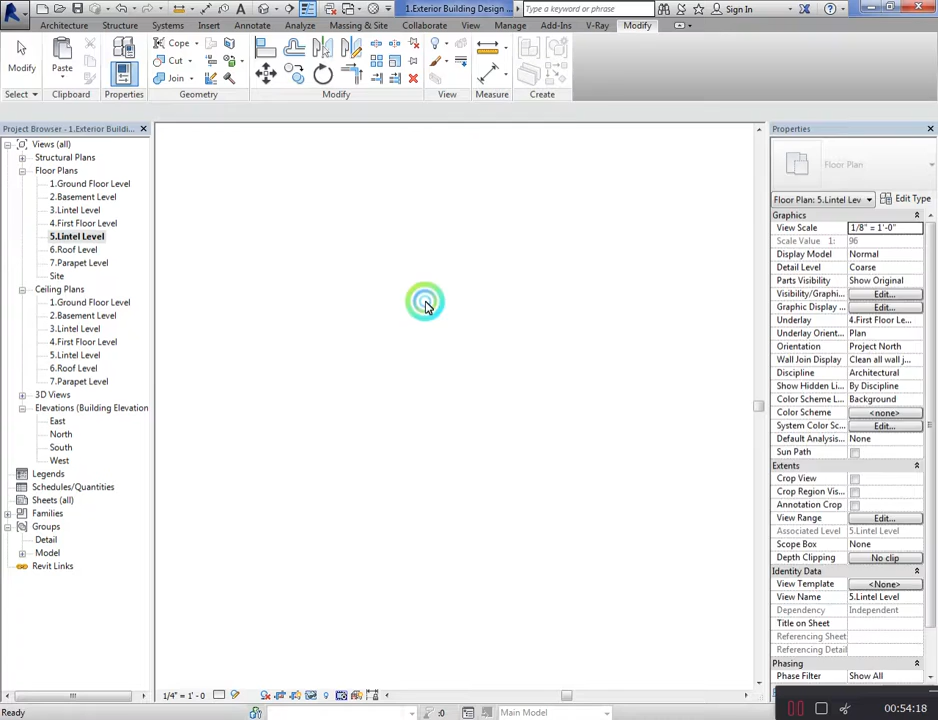 1.Exterior Building Design ...
Type a keyword or phrase
Sign In
Architecture Structure Systems Insert Annotate Analyze Massing & Site Collaborate View Manage Add-Ins V-Ray Modify
Modify Paste Properties Cope Cut Join
Select Clipboard Properties Geometry Modify View Measure Create
Project Browser - 1.Exterior Buildi...
Views (all)
Structural Plans
Floor Plans
1.Ground Floor Level
2.Basement Level
3.Lintel Level
4.First Floor Level
5.Lintel Level
6.Roof Level
7.Parapet Level
Site
Ceiling Plans
1.Ground Floor Level
2.Basement Level
3.Lintel Level
4.First Floor Level
5.Lintel Level
6.Roof Level
7.Parapet Level
3D Views
Elevations (Building Elevation
East
North
South
West
Legends
Schedules/Quantities
Sheets (all)
Families
Groups
Detail
Model
Revit Links
Properties
Floor Plan
Floor Plan: 5.Lintel Lev Edit Type
Graphics
View Scale 1/8" = 1'-0"
Scale Value 1: 96
Display Model Normal
Detail Level Coarse
Parts Visibility Show Original
Visibility/Graphi... Edit...
Graphic Display ... Edit...
Underlay 4.First Floor Le...
Underlay Orient... Plan
Orientation Project North
Wall Join Display Clean all wall j...
Discipline Architectural
Show Hidden Li... By Discipline
Color Scheme L... Background
Color Scheme <none>
System Color Sc... Edit...
Default Analysis... None
Sun Path
Extents
Crop View
Crop Region Vis...
Annotation Crop
View Range Edit...
Associated Level 5.Lintel Level
Scope Box None
Depth Clipping No clip
Identity Data
View Template <None>
View Name 5.Lintel Level
Dependency Independent
Title on Sheet
Referencing Sheet
Referencing Detail
Phasing
Phase Filter Show All
1/4" = 1' - 0
Ready
:0 Main Model
00:54:18